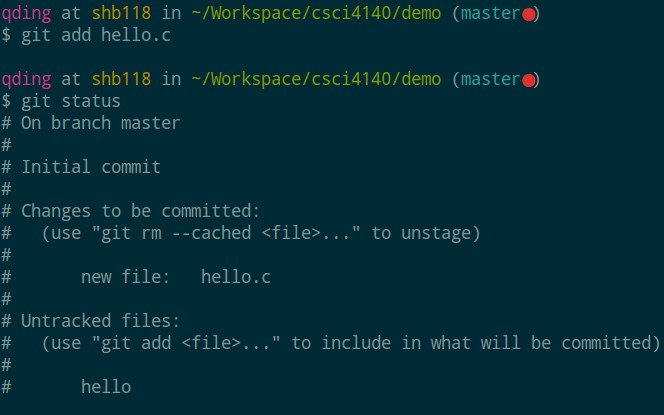 qding at shb118 in ~/Workspace/csci4140/demo (master●)
$ git add hello.c
qding at shb118 in ~/Workspace/csci4140/demo (master●)
$ git status
# On branch master
#
# Initial commit
#
# Changes to be committed:
#   (use "git rm --cached <file>..." to unstage)
#
#       new file:   hello.c
#
# Untracked files:
#   (use "git add <file>..." to include in what will be committed)
#
#       hello